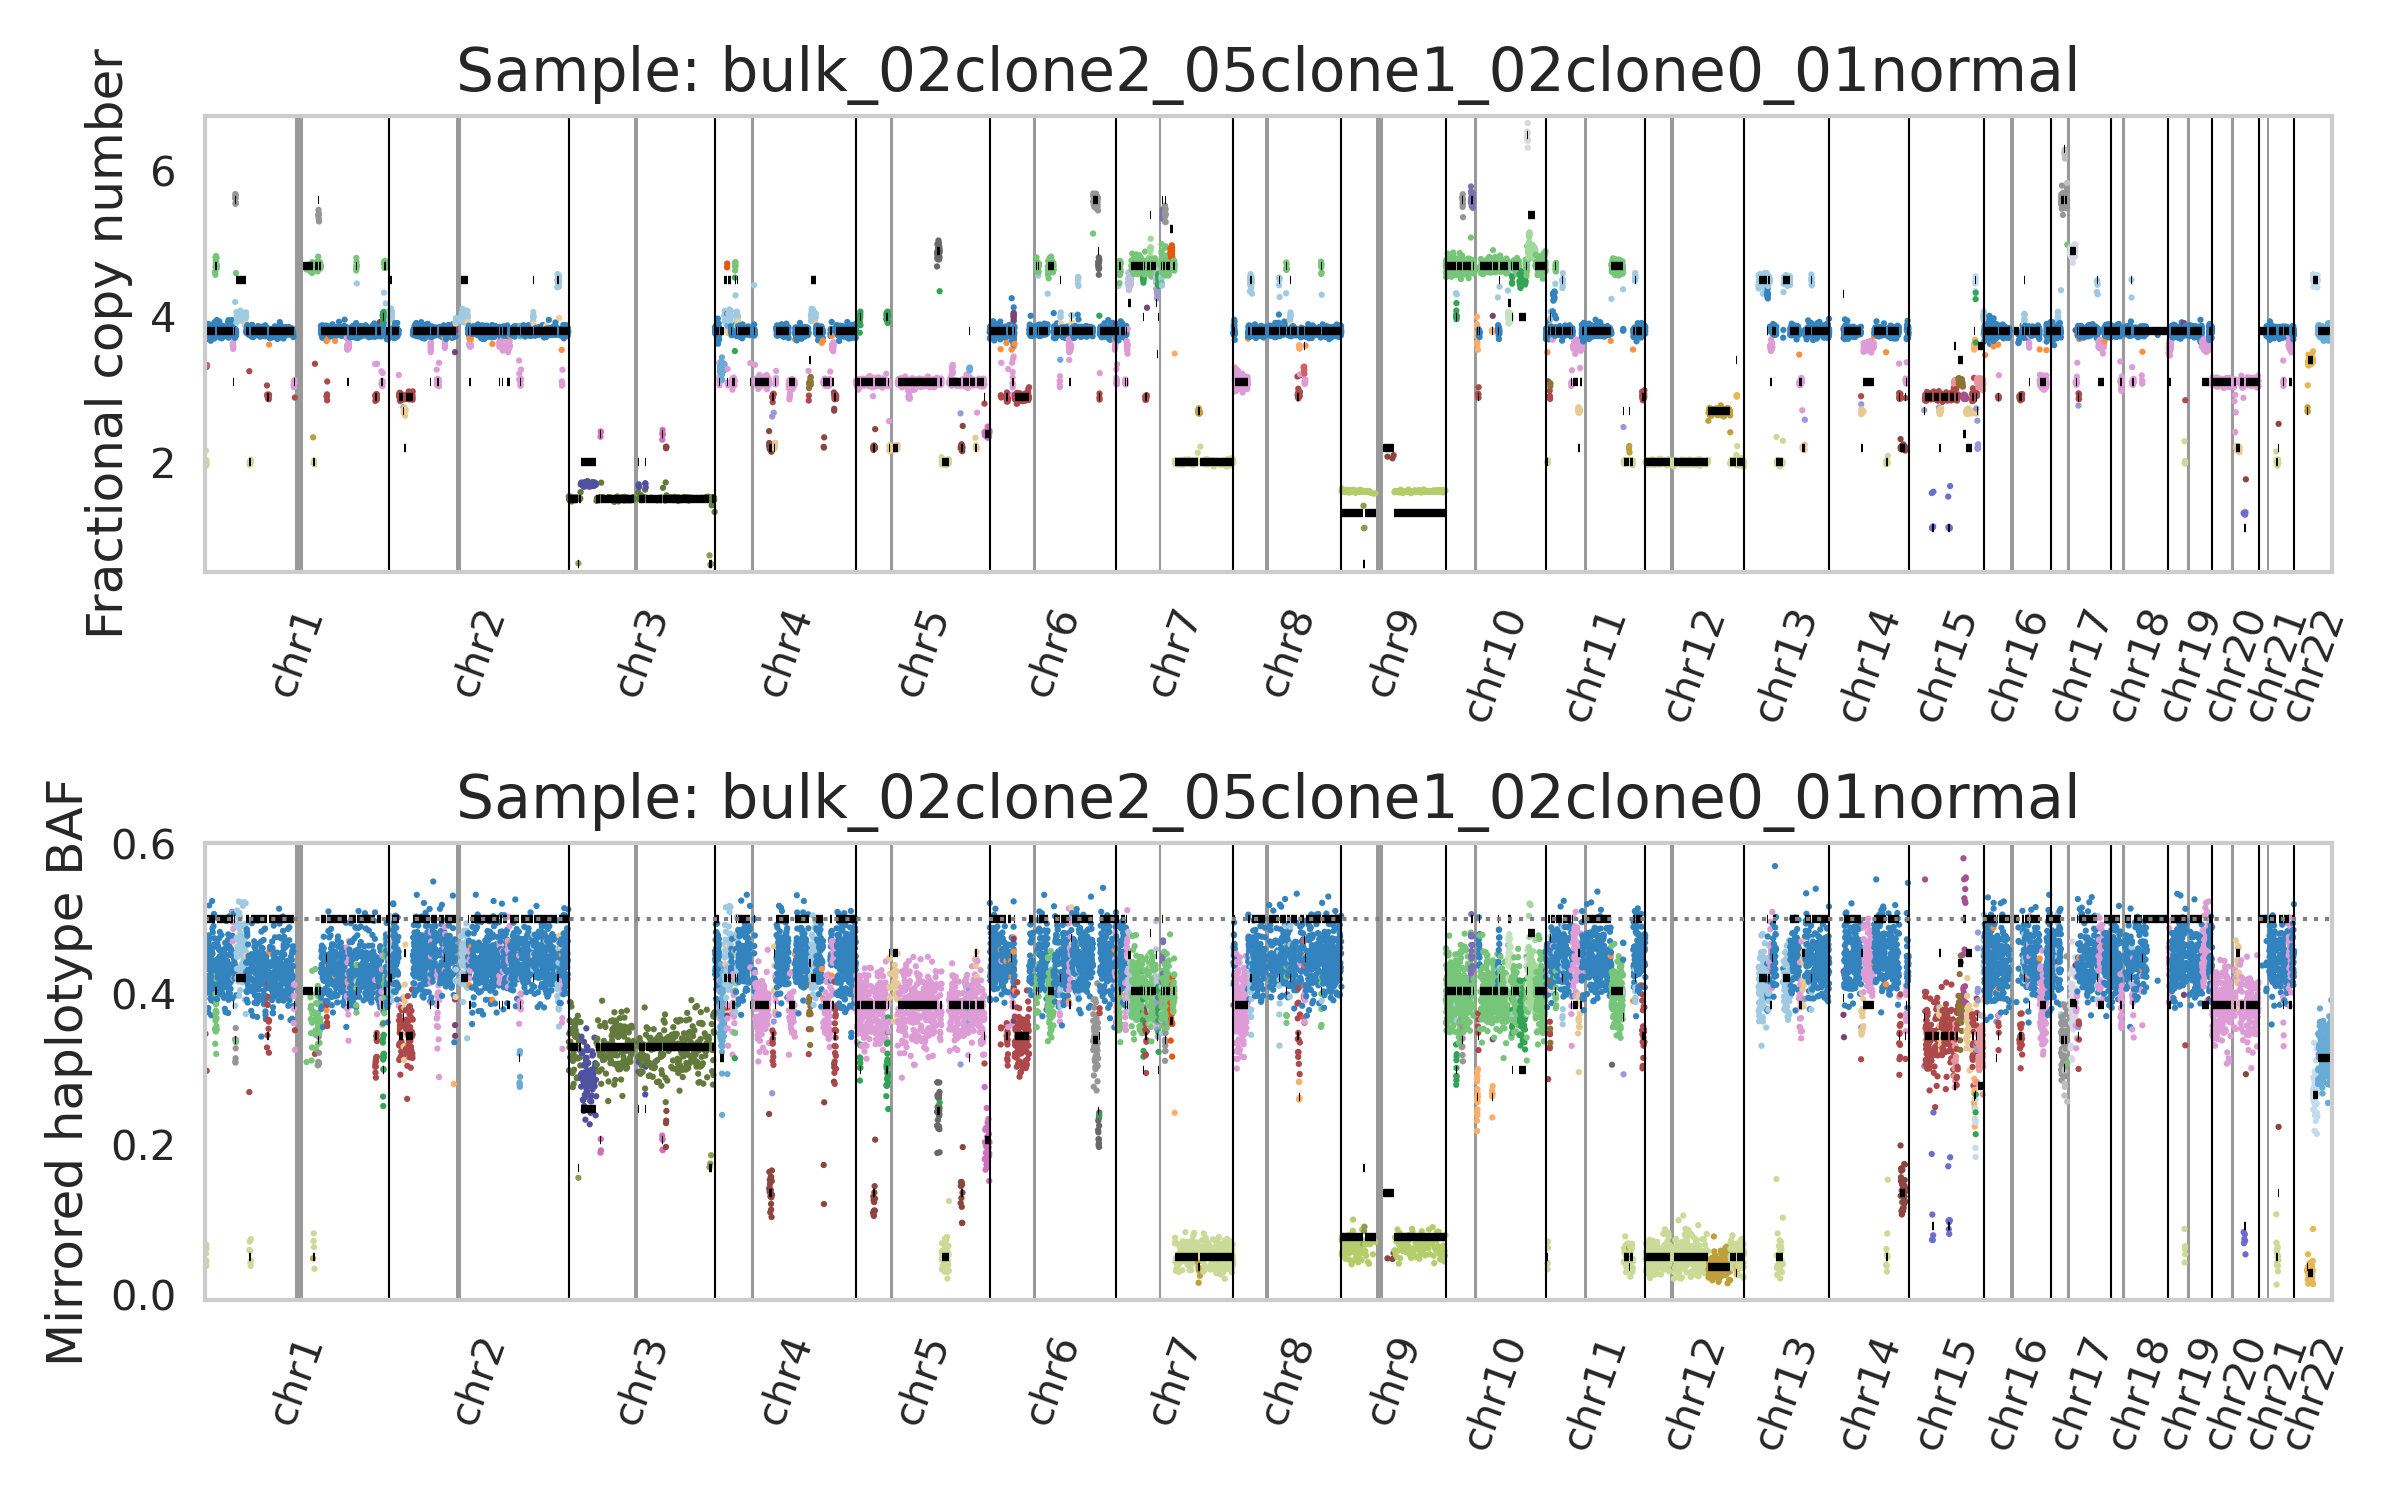 Sample: bulk_02clone2_05clone1_02clone0_01normal
Fractional copy number
6
4
2
chr1
chr2
chr3
chr4
chr5
chr6
chr7
chr8
chr9
chr10
chr11
chr12
chr13
chr14
chr15
chr16
chr17
chr18
chr19
chr20
chr21
chr22
Sample: bulk_02clone2_05clone1_02clone0_01normal
Mirrored haplotype BAF
0.6
0.4
0.2
0.0
chr1
chr2
chr3
chr4
chr5
chr6
chr7
chr8
chr9
chr10
chr11
chr12
chr13
chr14
chr15
chr16
chr17
chr18
chr19
chr20
chr21
chr22